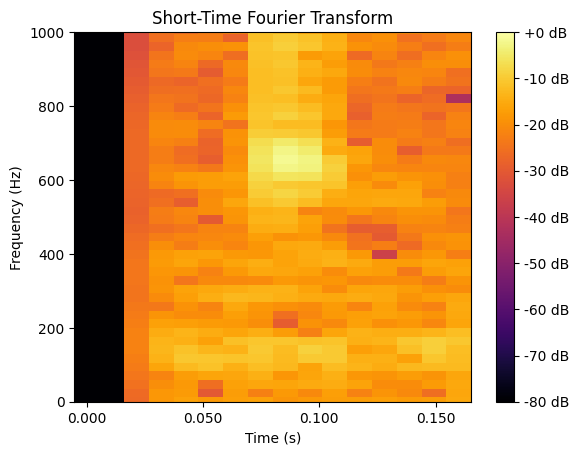 Short-Time Fourier Transform
1000
800
600
400
200
0
Frequency (Hz)
0.000
0.050
0.100
0.150
Time (s)
+0 dB
-10 dB
-20 dB
-30 dB
-40 dB
-50 dB
-60 dB
-70 dB
-80 dB